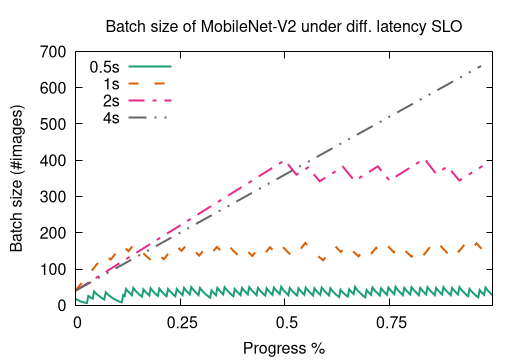 Batch size of MobileNet-V2 under diff. latency SLO
700
600
500
400
300
200
100
0
0.5s
1s
2s
4s
Batch size (#images)
0
0.25
0.5
0.75
Progress %